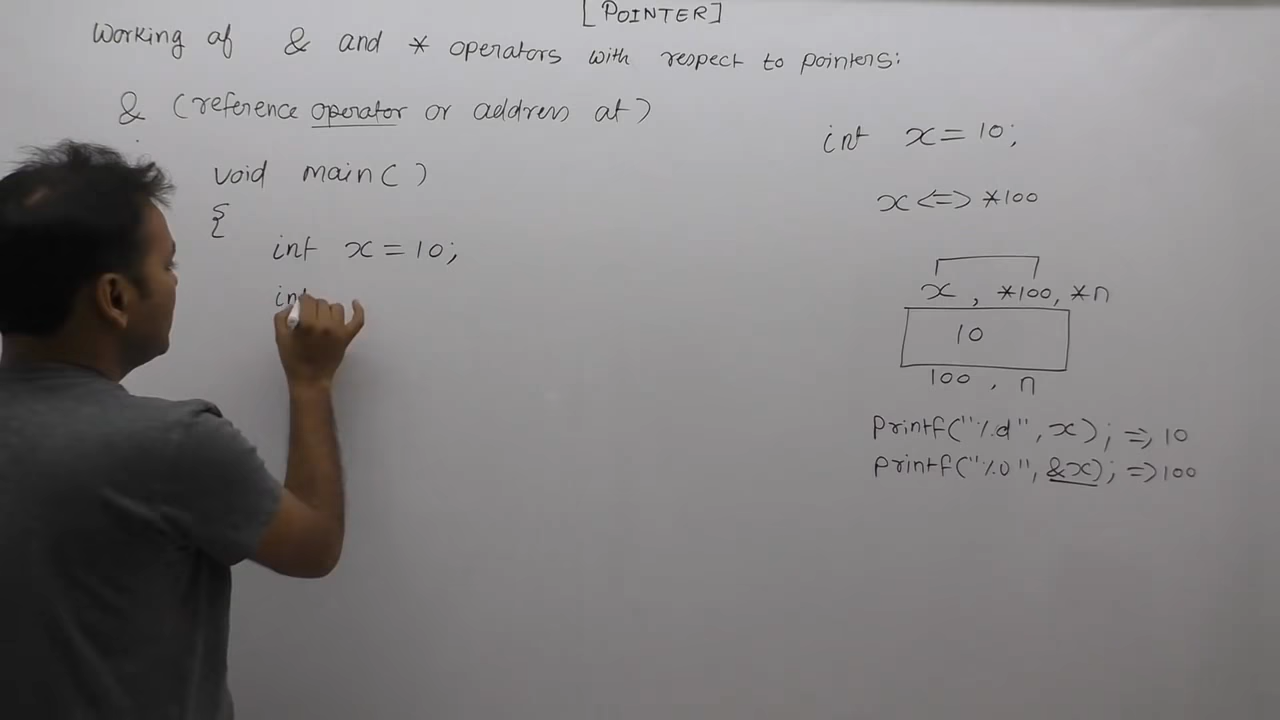 [POINTER]
Working of & and * operators with respect to pointers:
& (reference operator or address at)
void main( )
{
int x = 10;
int
int x = 10;
x <=> *100
x , *100, *n
10
100 , n
Printf("%d", x); => 10
Printf("%u", &x); => 100